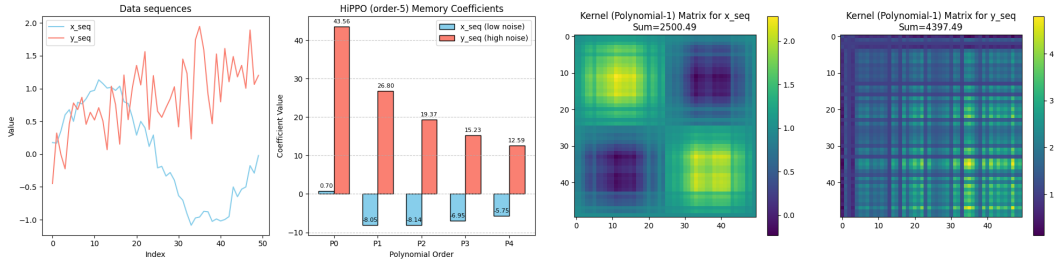 Data sequences
x_seq
y_seq
2.0
1.5
1.0
0.5
0.0
−0.5
−1.0
Value
0
10
20
30
40
50
Index
HiPPO (order-5) Memory Coefficients
x_seq (low noise)
y_seq (high noise)
43.56
26.80
19.37
15.23
12.59
0.70
-8.05
-8.14
-6.95
-5.75
40
30
20
10
0
−10
Coefficient Value
P0
P1
P2
P3
P4
Polynomial Order
Kernel (Polynomial-1) Matrix for x_seq
Sum=2500.49
0
10
20
30
40
0
20
40
2.0
1.5
1.0
0.5
0.0
Kernel (Polynomial-1) Matrix for y_seq
Sum=4397.49
0
10
20
30
40
0
10
20
30
40
4
3
2
1